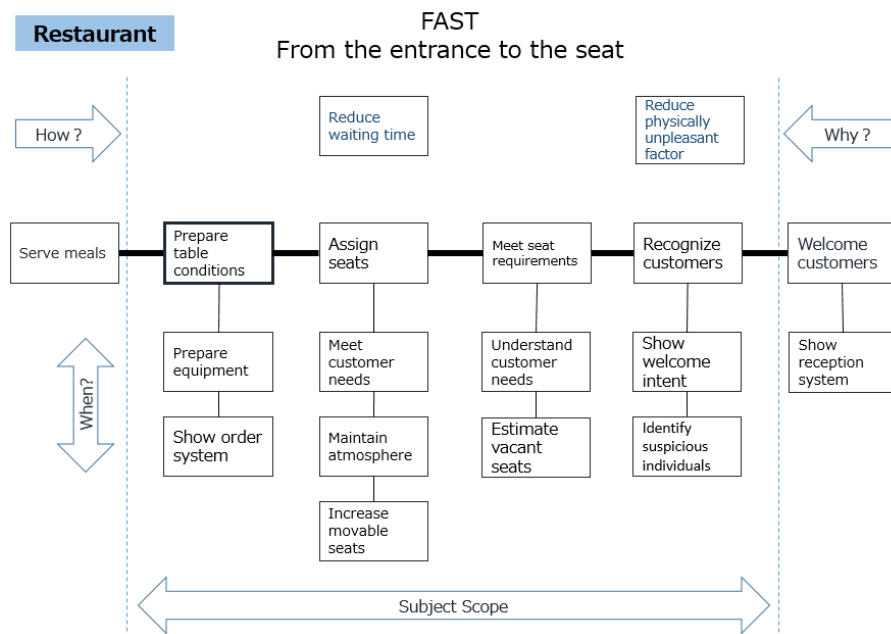 Restaurant
FAST
From the entrance to the seat
How ?
Reduce
waiting time
Reduce
physically
unpleasant
factor
Why ?
Serve meals
Prepare
table
conditions
Assign
seats
Meet seat
requirements
Recognize
customers
Welcome
customers
When?
Prepare
equipment
Meet
customer
needs
Understand
customer
needs
Show
welcome
intent
Show
reception
system
Show order
system
Maintain
atmosphere
Estimate
vacant
seats
Identify
suspicious
individuals
Increase
movable
seats
Subject Scope